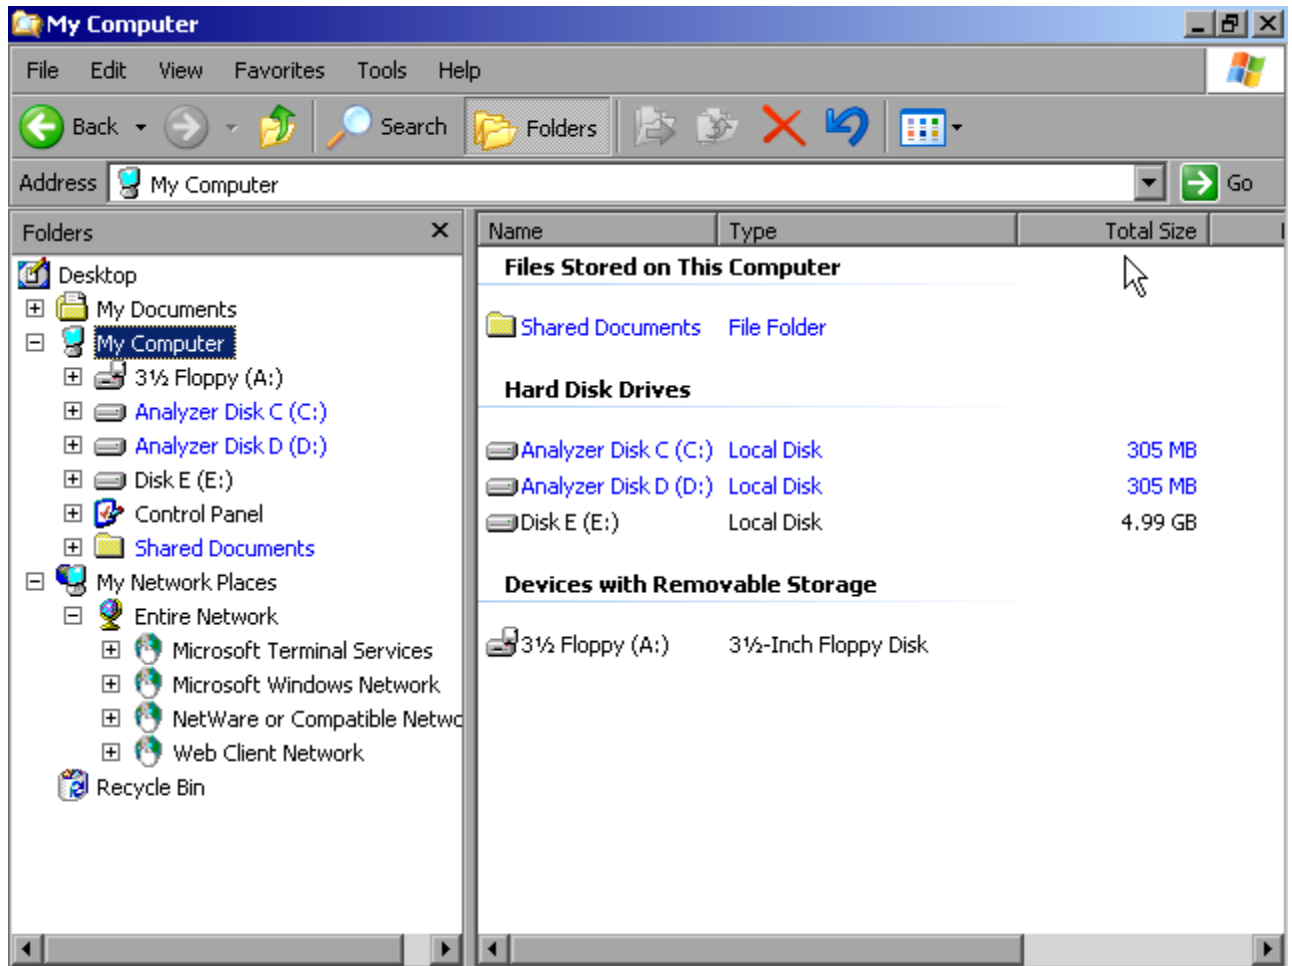 My Computer
File Edit View Favorites Tools Help
Back Search Folders
Address My Computer Go
Folders
Desktop
My Documents
My Computer
3½ Floppy (A:)
Analyzer Disk C (C:)
Analyzer Disk D (D:)
Disk E (E:)
Control Panel
Shared Documents
My Network Places
Entire Network
Microsoft Terminal Services
Microsoft Windows Network
NetWare or Compatible Netwo
Web Client Network
Recycle Bin
Name Type Total Size
Files Stored on This Computer
Shared Documents File Folder
Hard Disk Drives
Analyzer Disk C (C:) Local Disk 305 MB
Analyzer Disk D (D:) Local Disk 305 MB
Disk E (E:) Local Disk 4.99 GB
Devices with Removable Storage
3½ Floppy (A:) 3½-Inch Floppy Disk